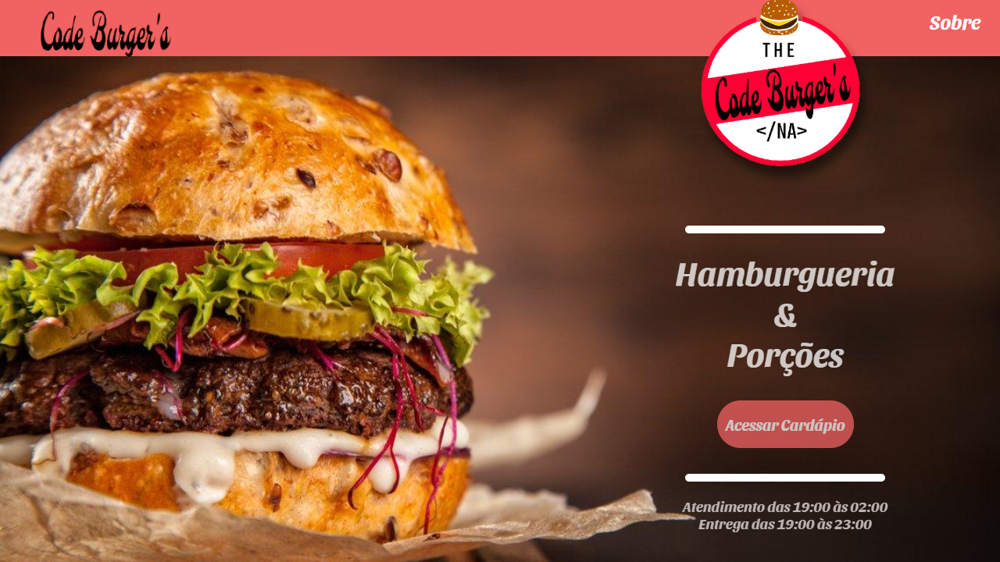 Code Burger's
Sobre
THE
Code Burger's
</NA>
Hamburgueria
&
Porções
Acessar Cardápio
Atendimento das 19:00 às 02:00
Entrega das 19:00 às 23:00